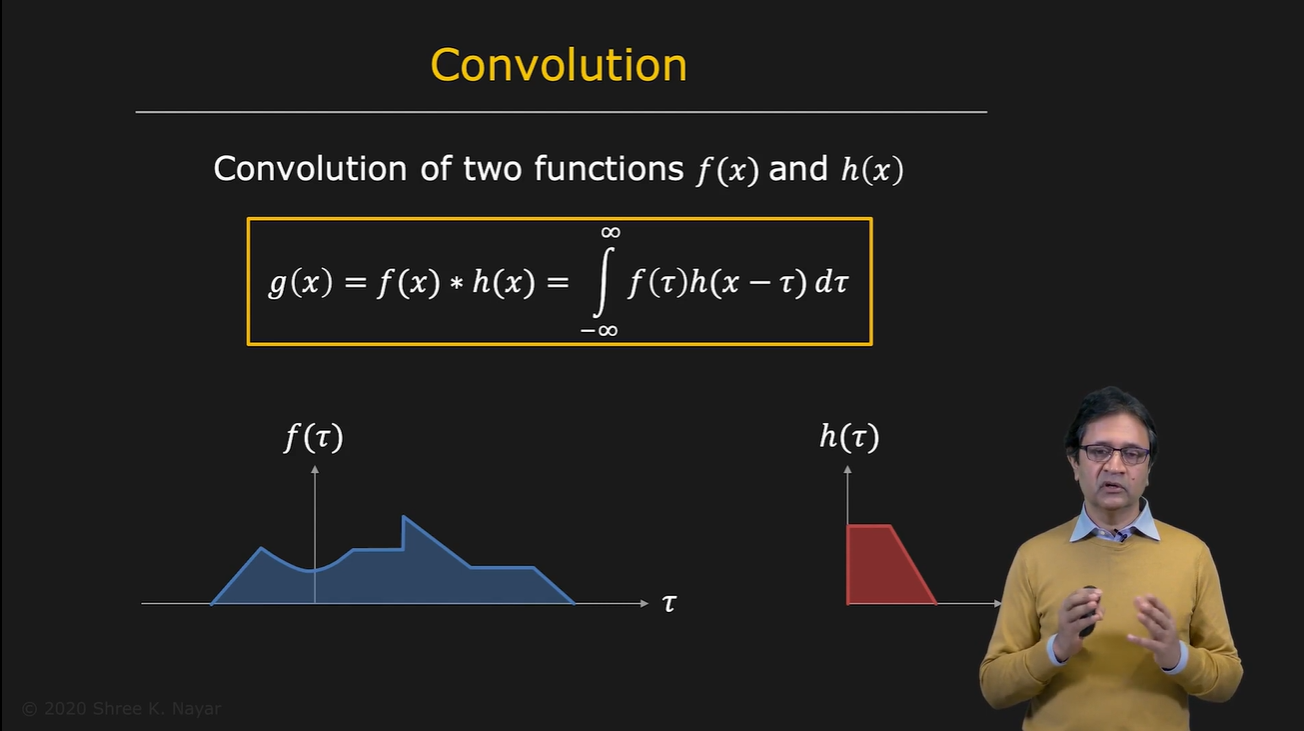 Convolution
Convolution of two functions f(x) and h(x)
g(x) = f(x) ∗ h(x) = ∫_{−∞}^{∞} f(τ)h(x − τ) dτ
f(τ)
h(τ)
τ
© 2020 Shree K. Nayar